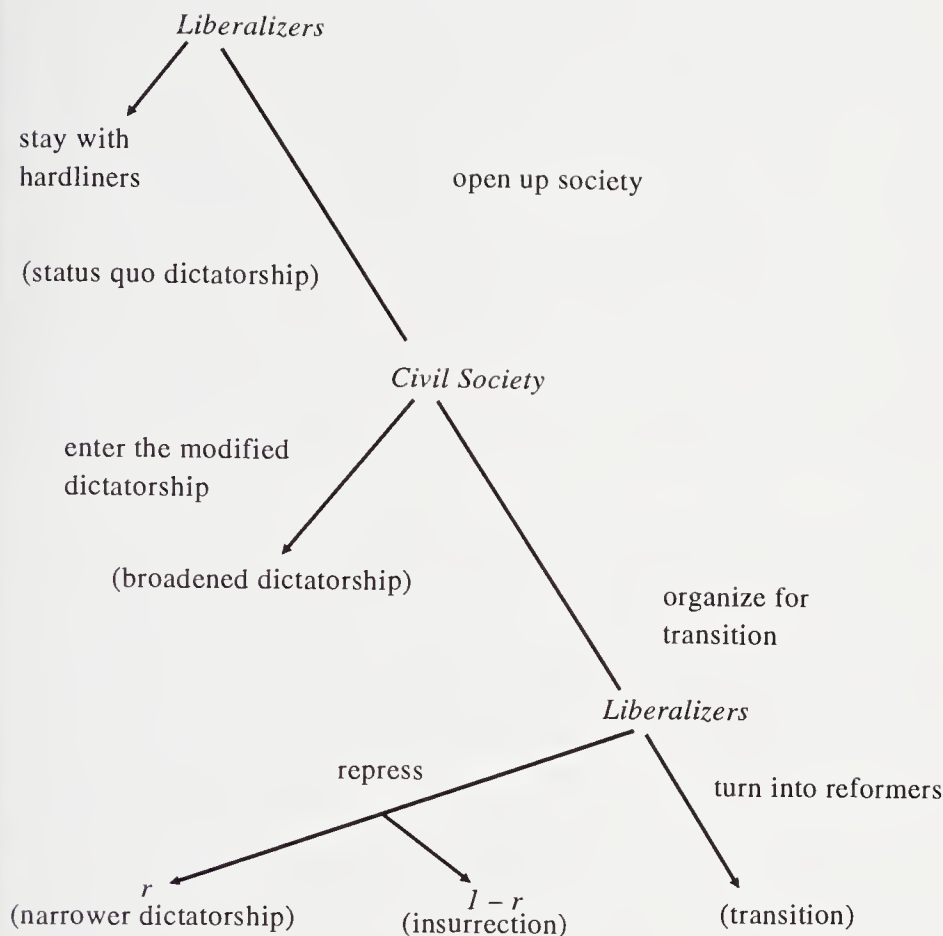 Liberalizers
stay with
hardliners
open up society
(status quo dictatorship)
Civil Society
enter the modified
dictatorship
(broadened dictatorship)
organize for
transition
Liberalizers
repress
turn into reformers
r
(narrower dictatorship)
1 – r
(insurrection)
(transition)